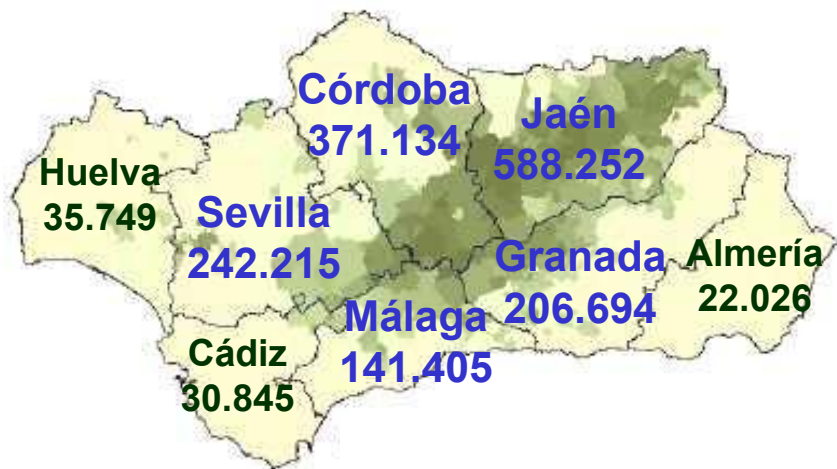 Córdoba
371.134
Jaén
588.252
Huelva
35.749
Sevilla
242.215
Granada
206.694
Almería
22.026
Málaga
141.405
Cádiz
30.845